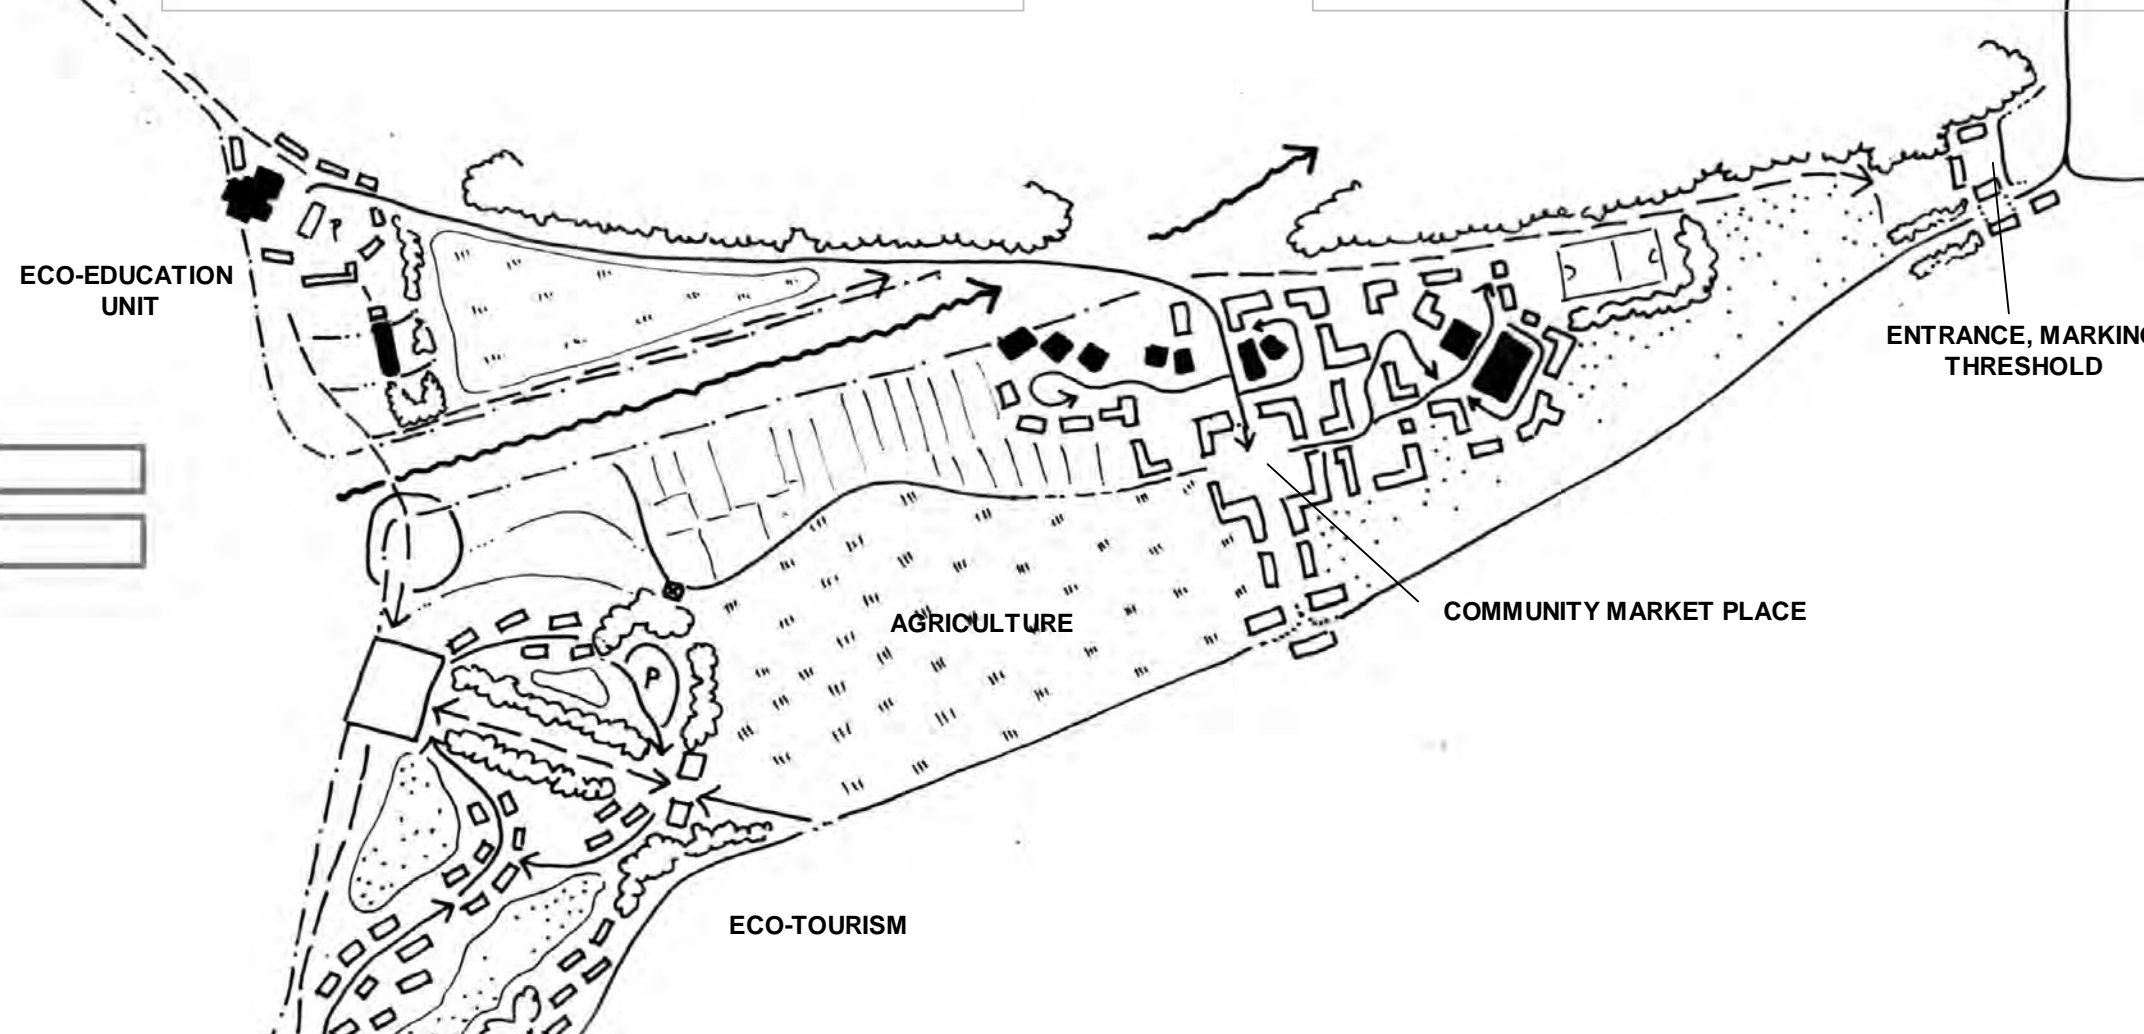 ECO-EDUCATION
UNIT
P
ENTRANCE, MARKING
THRESHOLD
COMMUNITY MARKET PLACE
AGRICULTURE
P
ECO-TOURISM